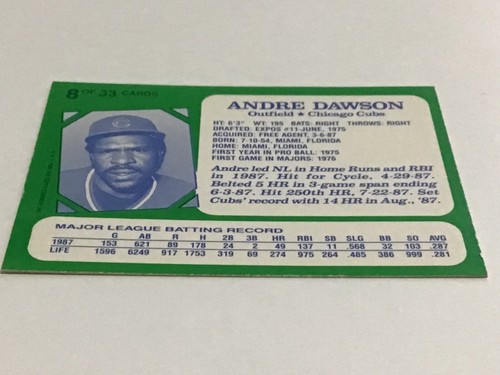 8 OF 33 CARDS
ANDRE DAWSON
Outfield ★ Chicago Cubs
HT: 6'3" WT: 195 BATS: RIGHT THROWS: RIGHT
DRAFTED: EXPOS #11-JUNE, 1975
ACQUIRED: FREE AGENT, 3-6-87
BORN: 7-10-54, MIAMI, FLORIDA
HOME: MIAMI, FLORIDA
FIRST YEAR IN PRO BALL: 1975
FIRST GAME IN MAJORS: 1976
Andre led NL in Home Runs and RBI
in 1987. Hit for Cycle, 4-29-87.
Belted 5 HR in 3-game span ending
6-3-87. Hit 250th HR, 7-22-87. Set
Cubs' record with 14 HR in Aug., '87.
MAJOR LEAGUE BATTING RECORD
G AB R H 2B 3B HR RBI SB SLG BB SO AVG
1987 153 621 89 178 24 2 49 137 11 .568 32 103 .287
LIFE 1596 6249 917 1753 319 69 274 975 264 .485 386 999 .281